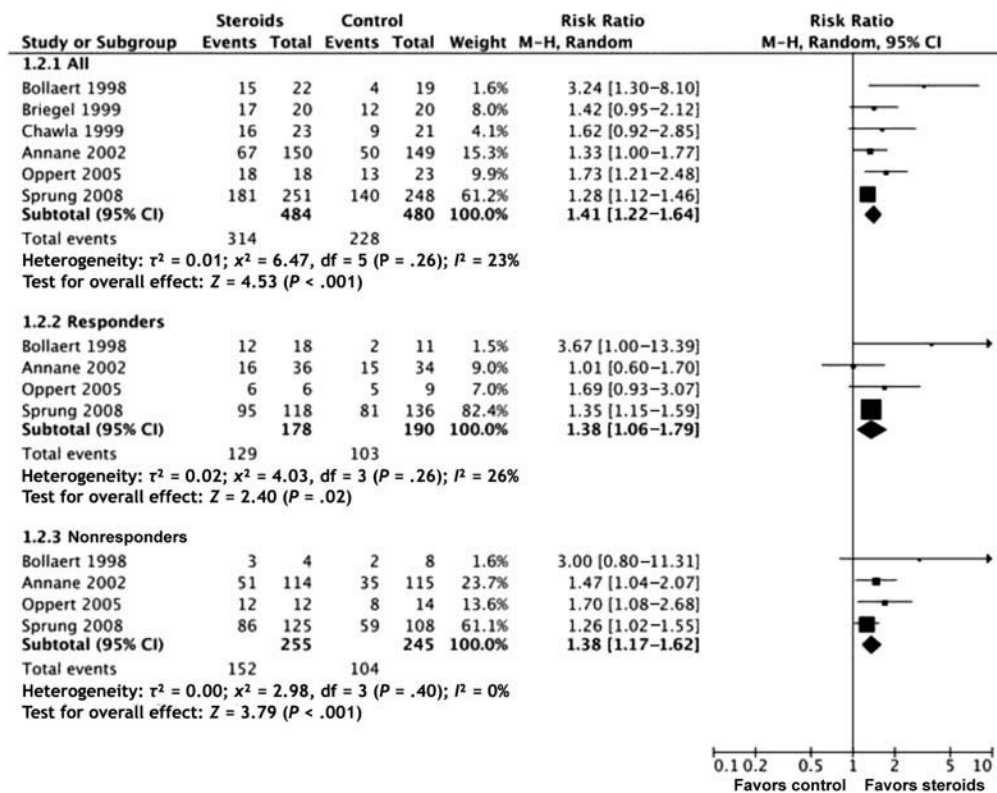 Steroids Control Risk Ratio Risk Ratio
Study or Subgroup Events Total Events Total Weight M-H, Random M-H, Random, 95% CI
1.2.1 All
Bollaert 1998 15 22 4 19 1.6% 3.24 [1.30–8.10]
Briegel 1999 17 20 12 20 8.0% 1.42 [0.95–2.12]
Chawla 1999 16 23 9 21 4.1% 1.62 [0.92–2.85]
Annane 2002 67 150 50 149 15.3% 1.33 [1.00–1.77]
Oppert 2005 18 18 13 23 9.9% 1.73 [1.21–2.48]
Sprung 2008 181 251 140 248 61.2% 1.28 [1.12–1.46]
Subtotal (95% CI) 484 480 100.0% 1.41 [1.22–1.64]
Total events 314 228
Heterogeneity: τ² = 0.01; x² = 6.47, df = 5 (P = .26); I² = 23%
Test for overall effect: Z = 4.53 (P < .001)
1.2.2 Responders
Bollaert 1998 12 18 2 11 1.5% 3.67 [1.00–13.39]
Annane 2002 16 36 15 34 9.0% 1.01 [0.60–1.70]
Oppert 2005 6 6 5 9 7.0% 1.69 [0.93–3.07]
Sprung 2008 95 118 81 136 82.4% 1.35 [1.15–1.59]
Subtotal (95% CI) 178 190 100.0% 1.38 [1.06–1.79]
Total events 129 103
Heterogeneity: τ² = 0.02; x² = 4.03, df = 3 (P = .26); I² = 26%
Test for overall effect: Z = 2.40 (P = .02)
1.2.3 Nonresponders
Bollaert 1998 3 4 2 8 1.6% 3.00 [0.80–11.31]
Annane 2002 51 114 35 115 23.7% 1.47 [1.04–2.07]
Oppert 2005 12 12 8 14 13.6% 1.70 [1.08–2.68]
Sprung 2008 86 125 59 108 61.1% 1.26 [1.02–1.55]
Subtotal (95% CI) 255 245 100.0% 1.38 [1.17–1.62]
Total events 152 104
Heterogeneity: τ² = 0.00; x² = 2.98, df = 3 (P = .40); I² = 0%
Test for overall effect: Z = 3.79 (P < .001)
0.1 0.2 0.5 1 2 5 10
Favors control Favors steroids